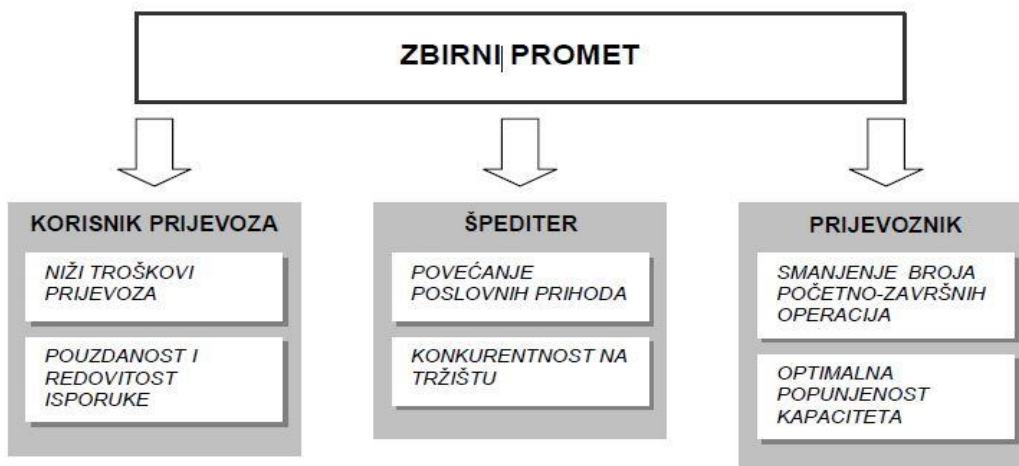 ZBIRNI PROMET
KORISNIK PRIJEVOZA
NIŽI TROŠKOVI
PRIJEVOZA
POUZDANOST I
REDOVITOST
ISPORUKE
ŠPEDITER
POVEĆANJE
POSLOVNIH PRIHODA
KONKURENTNOST NA
TRŽIŠTU
PRIJEVOZNIK
SMANJENJE BROJA
POČETNO-ZAVRŠNIH
OPERACIJA
OPTIMALNA
POPUNJENOST
KAPACITETA